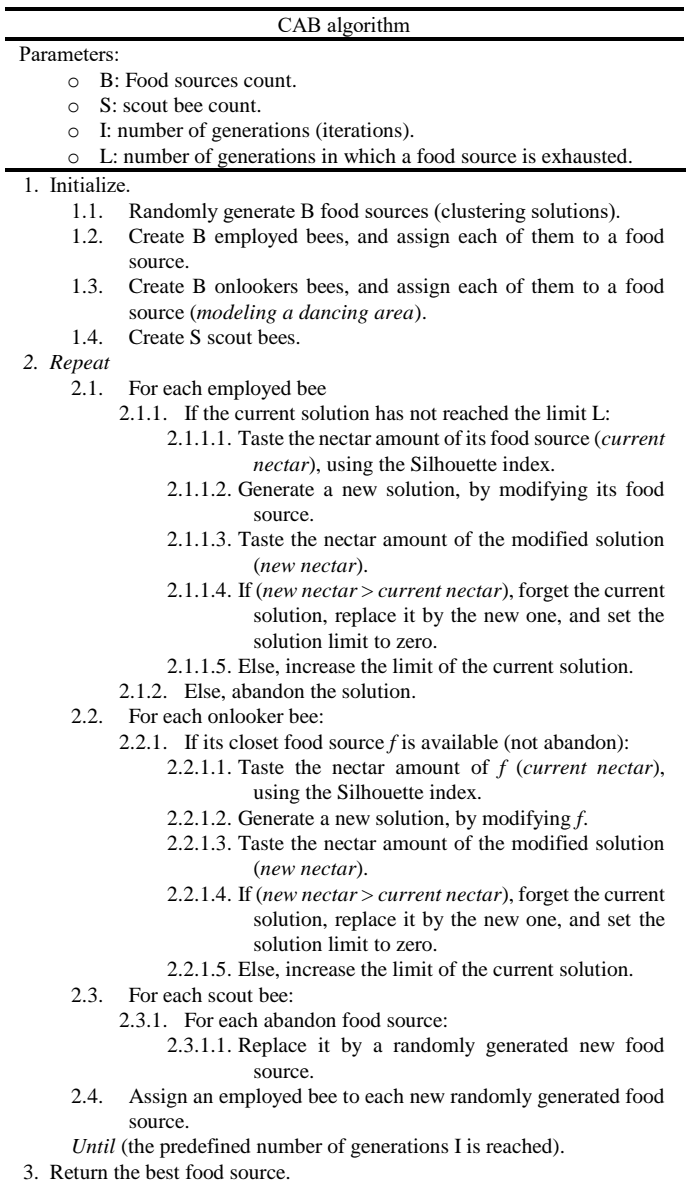 CAB algorithm
Parameters:
o B: Food sources count.
o S: scout bee count.
o I: number of generations (iterations).
o L: number of generations in which a food source is exhausted.
1. Initialize.
1.1. Randomly generate B food sources (clustering solutions).
1.2. Create B employed bees, and assign each of them to a food
source.
1.3. Create B onlookers bees, and assign each of them to a food
source (modeling a dancing area).
1.4. Create S scout bees.
2. Repeat
2.1. For each employed bee
2.1.1. If the current solution has not reached the limit L:
2.1.1.1. Taste the nectar amount of its food source (current
nectar), using the Silhouette index.
2.1.1.2. Generate a new solution, by modifying its food
source.
2.1.1.3. Taste the nectar amount of the modified solution
(new nectar).
2.1.1.4. If (new nectar > current nectar), forget the current
solution, replace it by the new one, and set the
solution limit to zero.
2.1.1.5. Else, increase the limit of the current solution.
2.1.2. Else, abandon the solution.
2.2. For each onlooker bee:
2.2.1. If its closet food source f is available (not abandon):
2.2.1.1. Taste the nectar amount of f (current nectar),
using the Silhouette index.
2.2.1.2. Generate a new solution, by modifying f.
2.2.1.3. Taste the nectar amount of the modified solution
(new nectar).
2.2.1.4. If (new nectar > current nectar), forget the current
solution, replace it by the new one, and set the
solution limit to zero.
2.2.1.5. Else, increase the limit of the current solution.
2.3. For each scout bee:
2.3.1. For each abandon food source:
2.3.1.1. Replace it by a randomly generated new food
source.
2.4. Assign an employed bee to each new randomly generated food
source.
Until (the predefined number of generations I is reached).
3. Return the best food source.